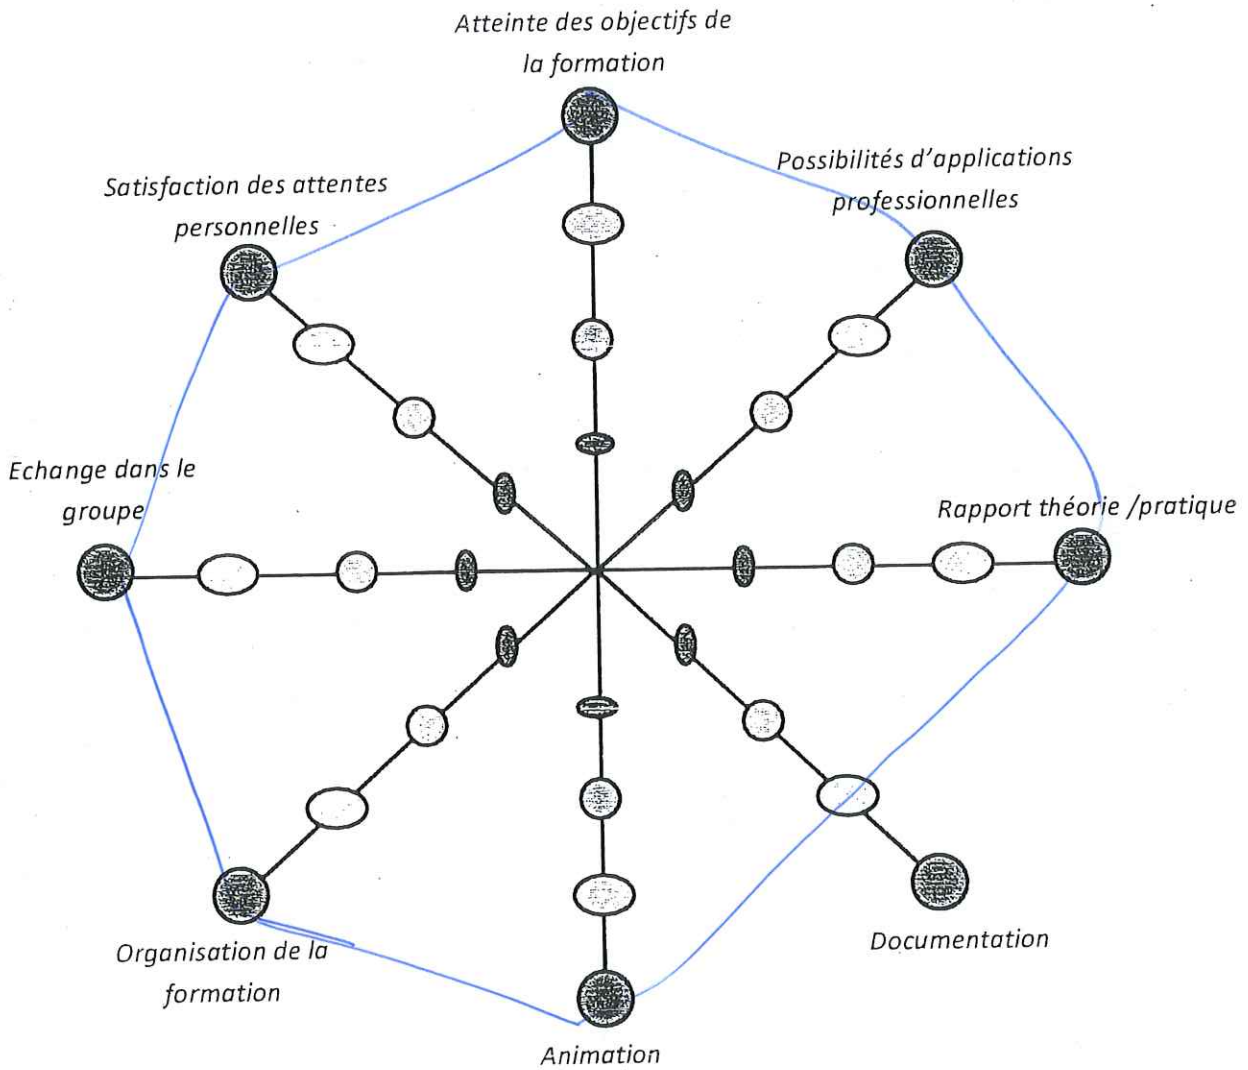 Atteinte des objectifs de
la formation
Possibilités d'applications
professionnelles
Satisfaction des attentes
personnelles
Echange dans le
groupe
Rapport théorie /pratique
Documentation
Organisation de la
formation
Animation